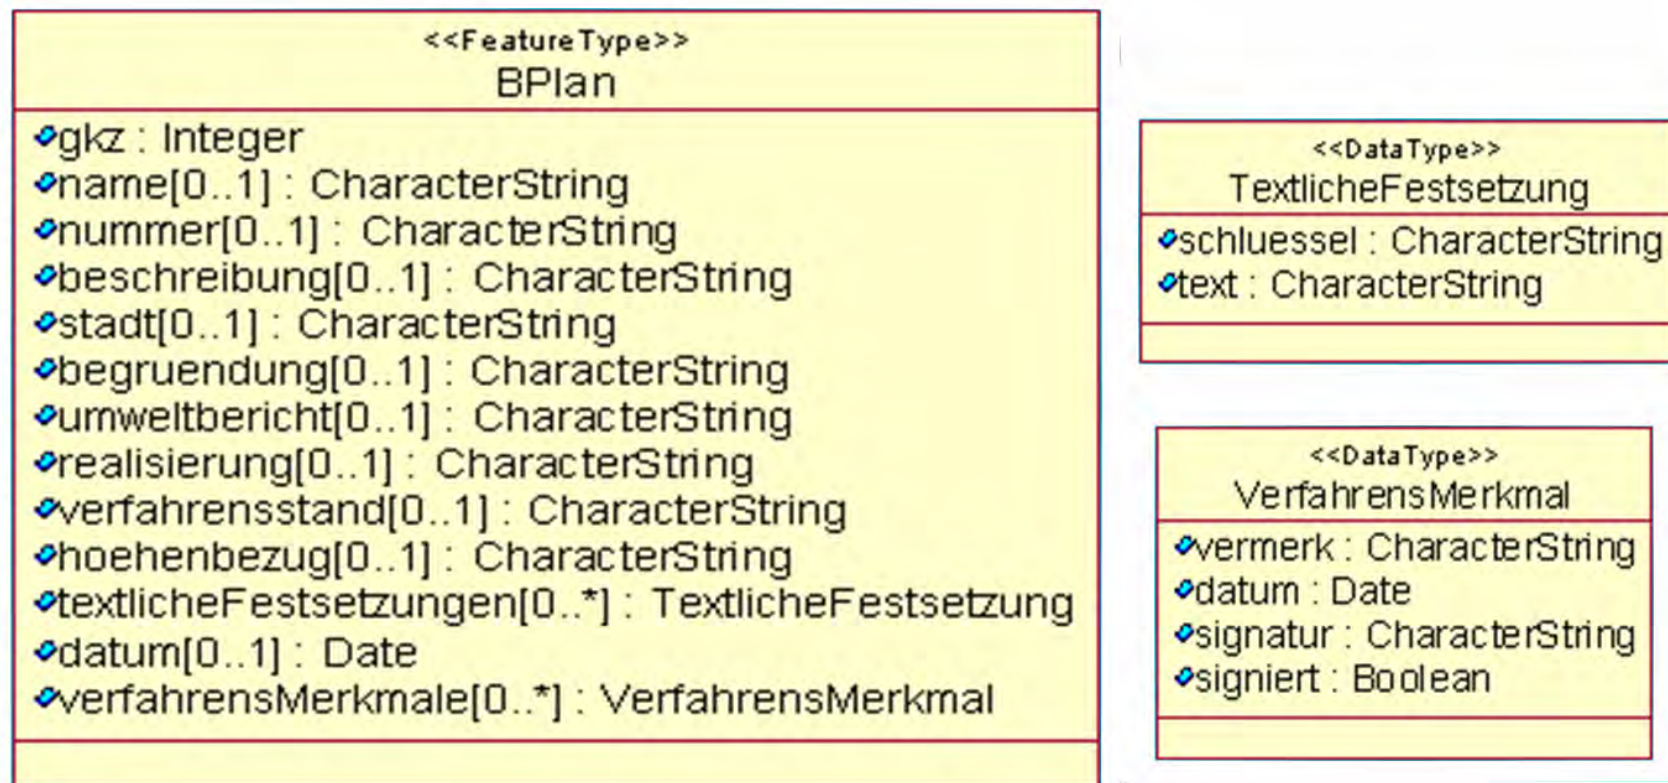 <<FeatureType>>
BPlan
gkz : Integer
name[0..1] : CharacterString
nummer[0..1] : CharacterString
beschreibung[0..1] : CharacterString
stadt[0..1] : CharacterString
begruendung[0..1] : CharacterString
umweltbericht[0..1] : CharacterString
realisierung[0..1] : CharacterString
verfahrensstand[0..1] : CharacterString
hoehenbezug[0..1] : CharacterString
textlicheFestsetzungen[0..*] : TextlicheFestsetzung
datum[0..1] : Date
verfahrensMerkmale[0..*] : VerfahrensMerkmal
<<DataType>>
TextlicheFestsetzung
schluessel : CharacterString
text : CharacterString
<<DataType>>
VerfahrensMerkmal
vermerk : CharacterString
datum : Date
signatur : CharacterString
signiert : Boolean